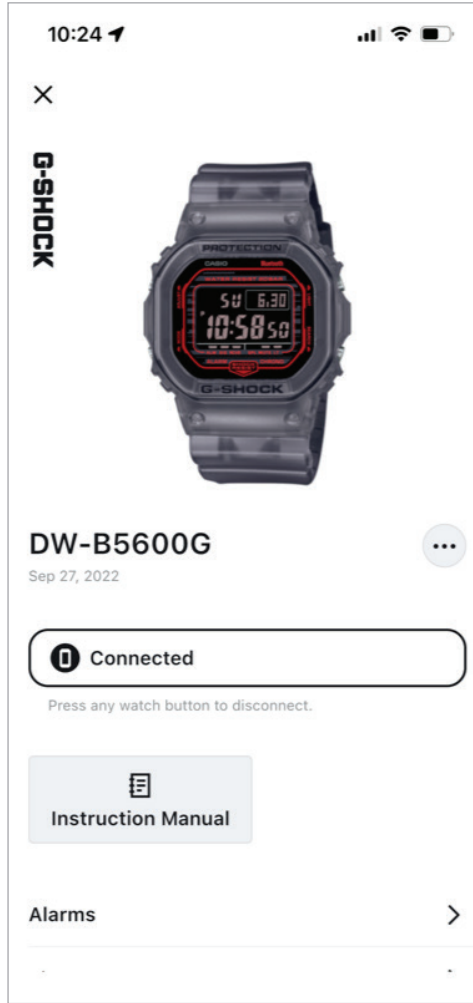 10:24
G-SHOCK
PROTECTION
CASIO Bluetooth
SU 6.30
10:58 50
G-SHOCK
DW-B5600G
Sep 27, 2022
Connected
Press any watch button to disconnect.
Instruction Manual
Alarms